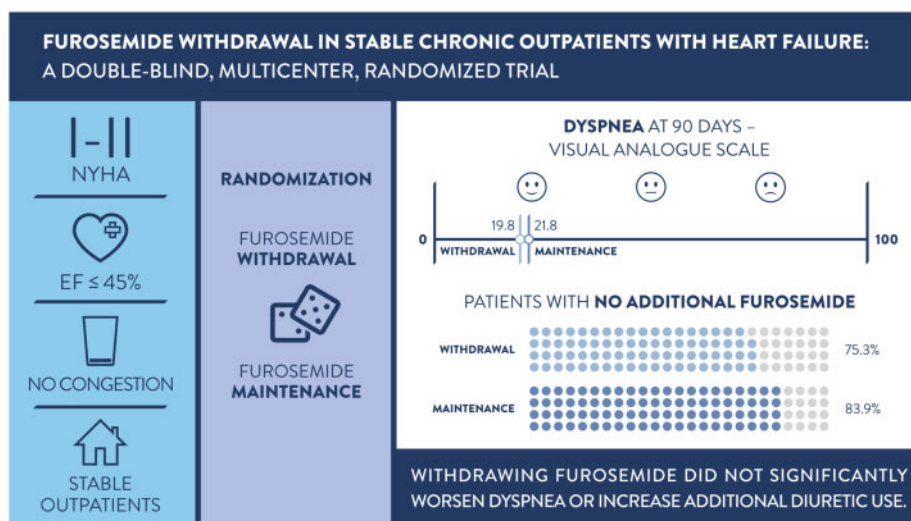 FUROSEMIDE WITHDRAWAL IN STABLE CHRONIC OUTPATIENTS WITH HEART FAILURE:
A DOUBLE-BLIND, MULTICENTER, RANDOMIZED TRIAL
I-II
NYHA
EF ≤ 45%
NO CONGESTION
STABLE
OUTPATIENTS
RANDOMIZATION
FUROSEMIDE
WITHDRAWAL
FUROSEMIDE
MAINTENANCE
DYSPNEA AT 90 DAYS –
VISUAL ANALOGUE SCALE
19.8 21.8
0 100
WITHDRAWAL MAINTENANCE
PATIENTS WITH NO ADDITIONAL FUROSEMIDE
WITHDRAWAL 75.3%
MAINTENANCE 83.9%
WITHDRAWING FUROSEMIDE DID NOT SIGNIFICANTLY
WORSEN DYSPNEA OR INCREASE ADDITIONAL DIURETIC USE.